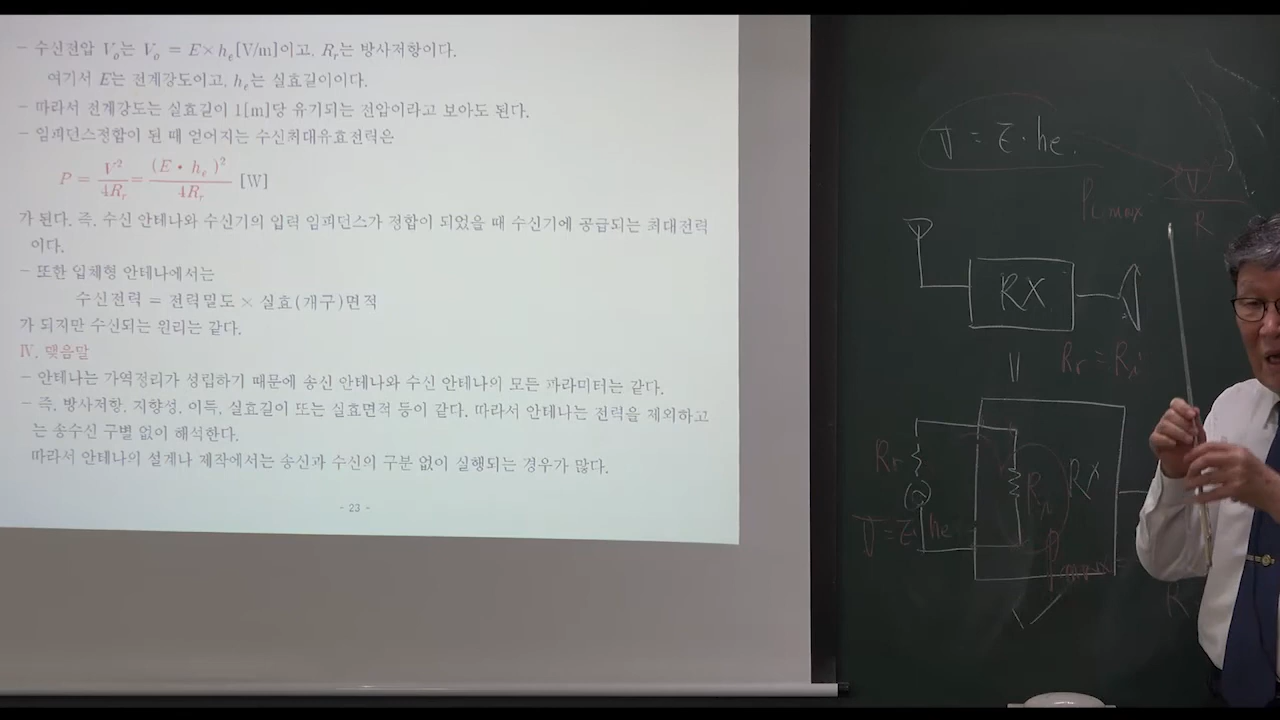 - 수신전압 Vo는 Vo = E×he[V/m]이고, Rr는 방사저항이다.
여기서 E는 전계강도이고, he는 실효길이이다.
- 따라서 전계강도는 실효길이 1[m]당 유기되는 전압이라고 보아도 된다.
- 임피던스정합이 된 때 얻어지는 수신최대유효전력은
P = V²/4Rr = (E • he)²/4Rr [W]
가 된다. 즉, 수신 안테나와 수신기의 입력 임피던스가 정합이 되었을 때 수신기에 공급되는 최대전력
이다.
- 또한 입체형 안테나에서는
수신전력 = 전력밀도 × 실효(개구)면적
가 되지만 수신되는 원리는 같다.
Ⅳ. 맺음말
- 안테나는 가역정리가 성립하기 때문에 송신 안테나와 수신 안테나의 모든 파라미터는 같다.
- 즉, 방사저항, 지향성, 이득, 실효길이 또는 실효면적 등이 같다. 따라서 안테나는 전력을 제외하고
는 송수신 구별 없이 해석한다.
따라서 안테나의 설계나 제작에서는 송신과 수신의 구분 없이 실행되는 경우가 많다.
- 23 -
V = E · he.
RX
Rr = Ri
Rr
Ri
RX
V = E · he